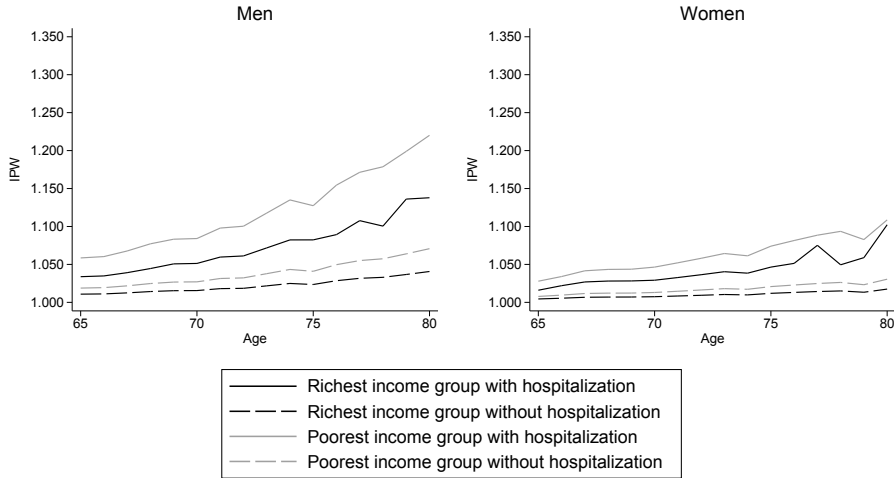 Men
Women
1.350
1.300
1.250
1.200
1.150
1.100
1.050
1.000
IPW
65
70
75
80
Age
1.350
1.300
1.250
1.200
1.150
1.100
1.050
1.000
IPW
65
70
75
80
Age
Richest income group with hospitalization
Richest income group without hospitalization
Poorest income group with hospitalization
Poorest income group without hospitalization